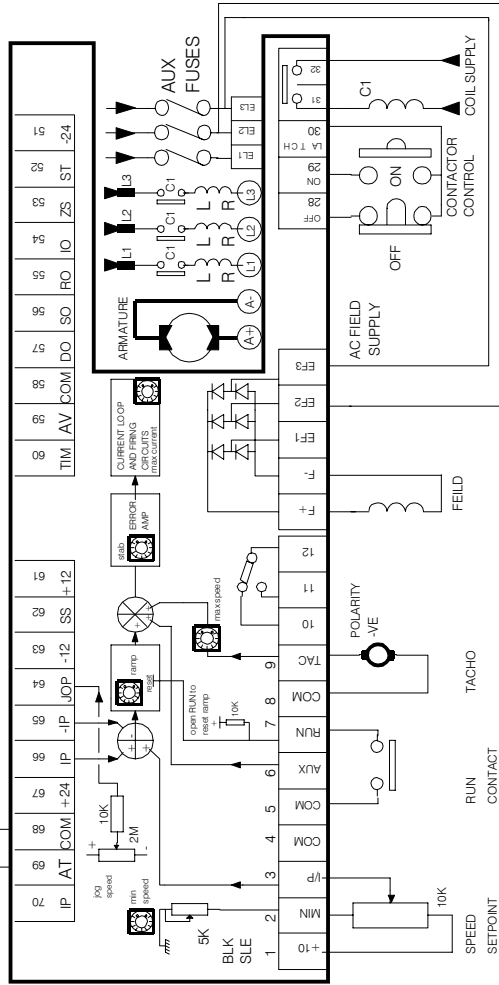 70 69 68 67 66 65 64 63 62 61
IP AT COM +24 IP -IP JOP -12 SS +12
60 59 58 57 56 55 54 53 52 51
TIM AV COM DO SO RO IO ZS ST -24
jog
speed
+
-
10K
2M
min
speed
+
-
+
ramp
reset
stab
ERROR
AMP
CURRENT LOOP
AND FIRING
CIRCUITS
max current
ARMATURE
A+ A-
L1 L2 L3
C1 C1 C1
L L L
R R R
L1 L2 L3
AUX
FUSES
EL1 EL2 EL3
5K
open RUN to
reset ramp
+
10K
max speed
BLK
SLE
1 2 3 4 5 6 7 8 9 10 11 12
+10 MIN I/P COM COM AUX RUN COM TAC
F+ F- EF1 EF2 EF3
28 29 30 31 32
OFF ON LA T CH
10K
SPEED
SETPOINT
RUN
CONTACT
TACHO
POLARITY
-VE
FEILD
AC FIELD
SUPPLY
OFF
ON
CONTACTOR
CONTROL
C1
COIL SUPPLY